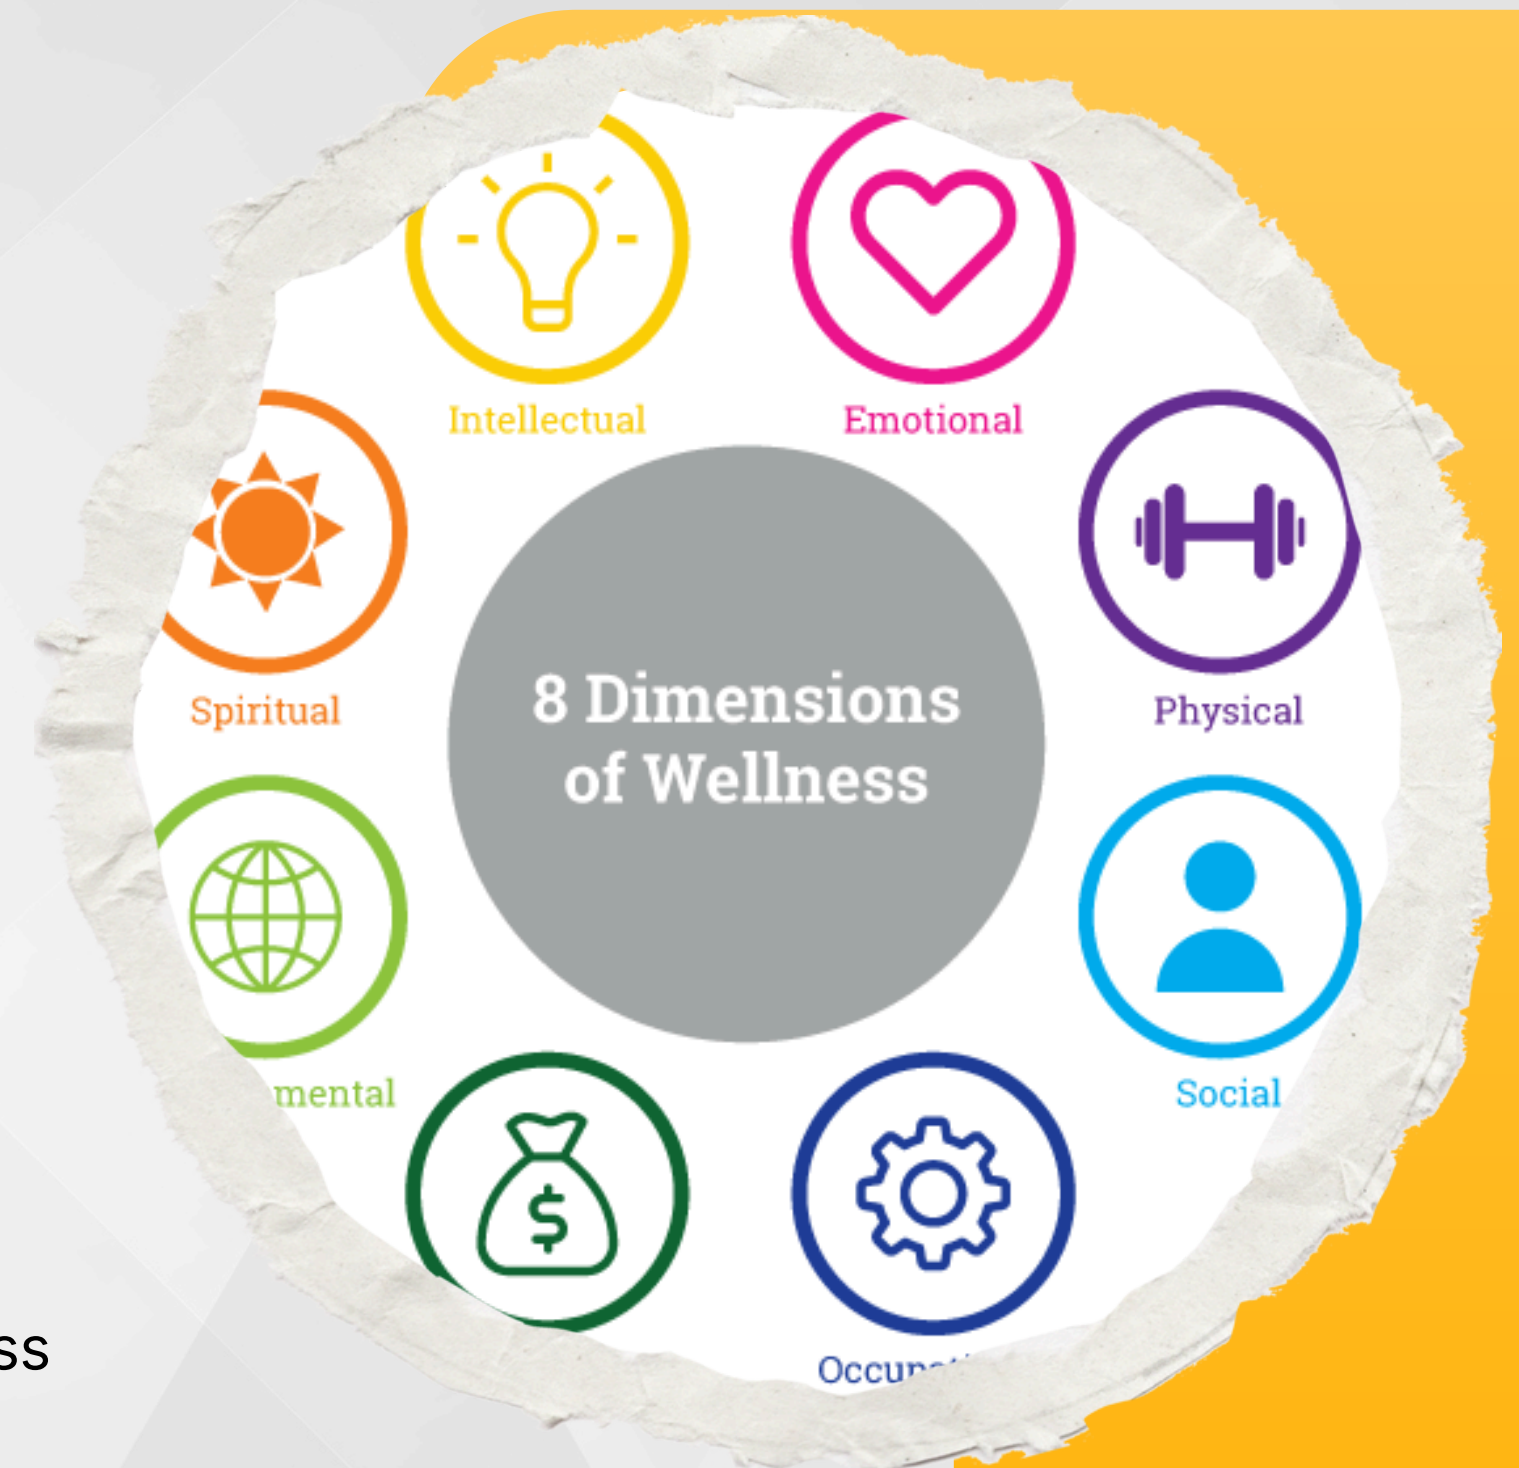 Intellectual
Emotional
Spiritual
Physical
8 Dimensions
of Wellness
mental
Social
$
ss